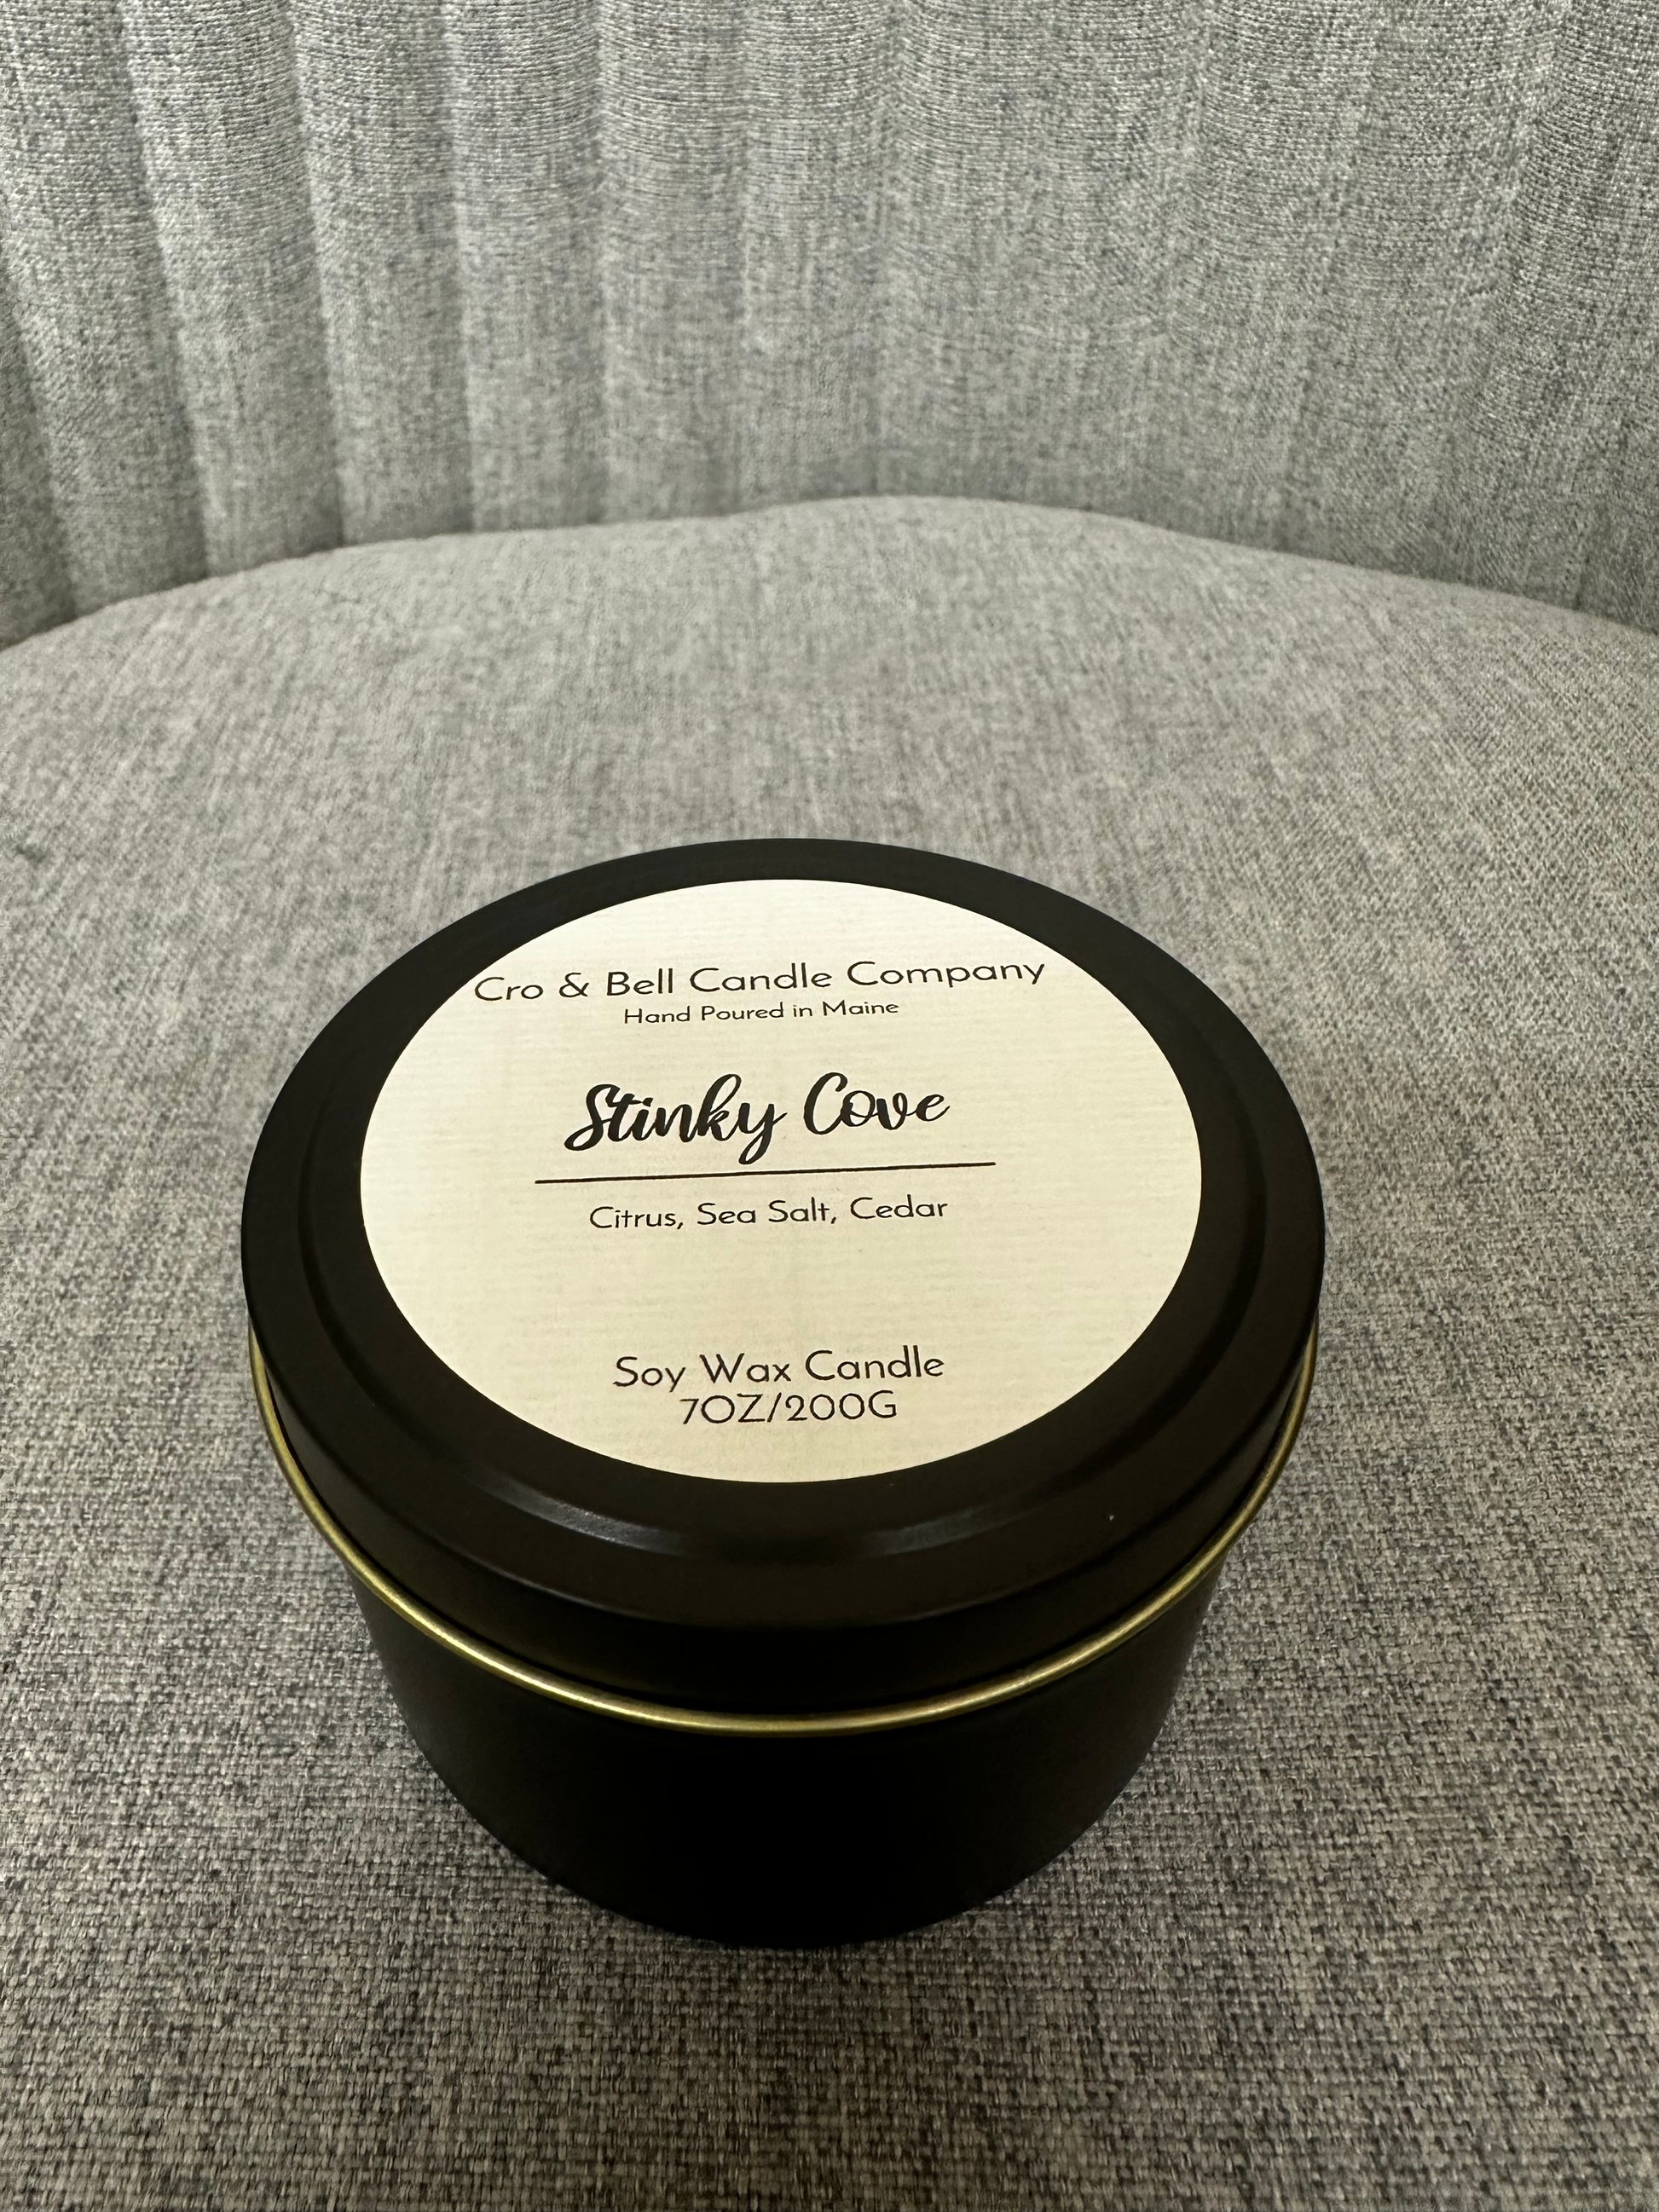 Cro & Bell Candle Company
Hand Poured in Maine
Stinky Cove
Citrus, Sea Salt, Cedar
Soy Wax Candle
7OZ/200G